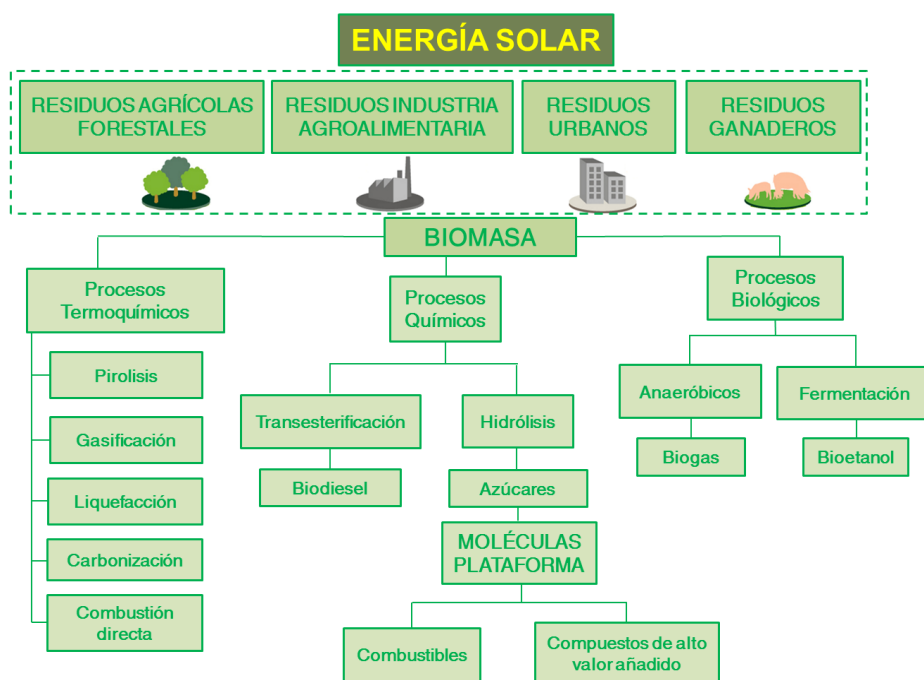 ENERGÍA SOLAR
RESIDUOS AGRÍCOLAS
FORESTALES
RESIDUOS INDUSTRIA
AGROALIMENTARIA
RESIDUOS
URBANOS
RESIDUOS
GANADEROS
BIOMASA
Procesos
Termoquímicos
Pirolisis
Gasificación
Liquefacción
Carbonización
Combustión
directa
Procesos
Químicos
Transesterificación
Biodiesel
Hidrólisis
Azúcares
MOLÉCULAS
PLATAFORMA
Combustibles
Compuestos de alto
valor añadido
Procesos
Biológicos
Anaeróbicos
Biogas
Fermentación
Bioetanol